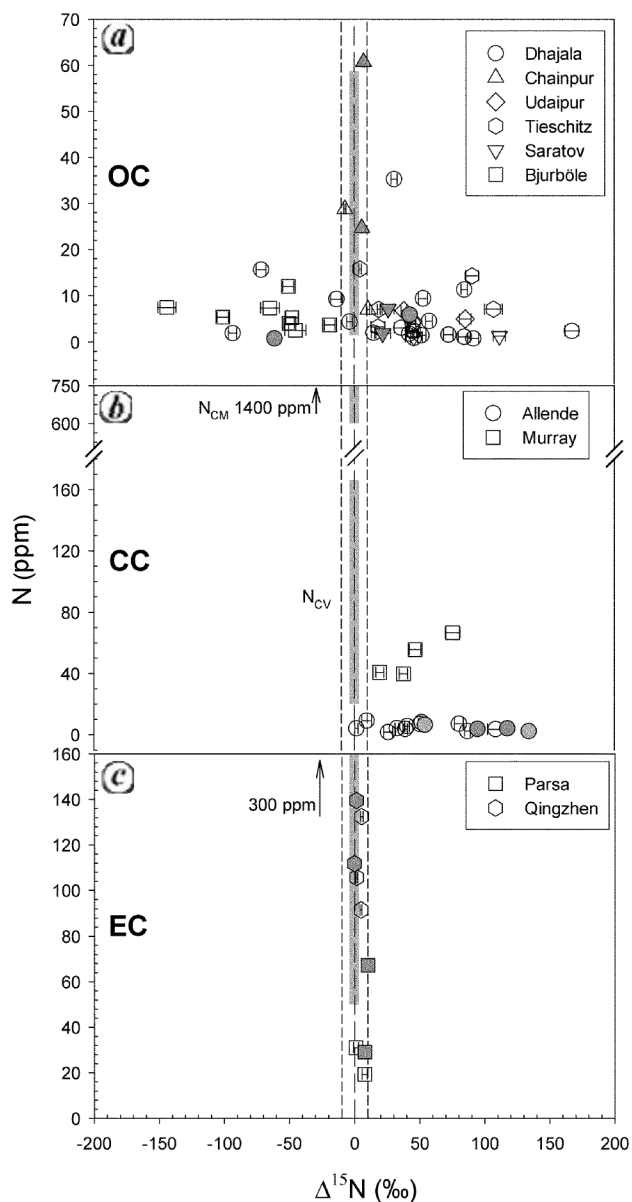 a
70
60
50
40
30
20
10
0
OC
Dhajala
Chainpur
Udaipur
Tieschitz
Saratov
Bjurböle
b
750
600
160
120
80
40
0
CC
N_CM 1400 ppm
N_CV
Allende
Murray
N (ppm)
c
160
140
120
100
80
60
40
20
0
EC
300 ppm
Parsa
Qingzhen
-200 -150 -100 -50 0 50 100 150 200
Δ¹⁵N (‰)